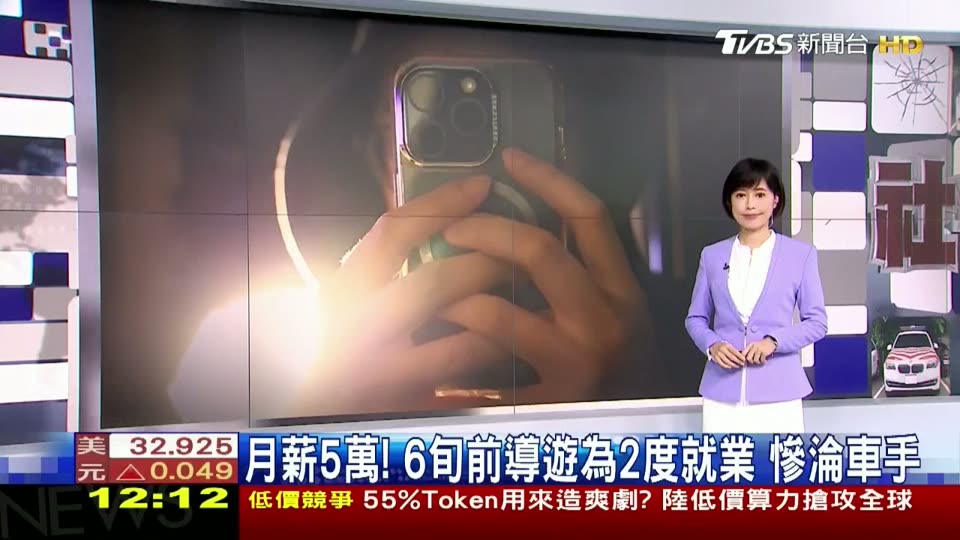 TVBS新聞台 HD
社
美元 32.925 △0.049
月薪5萬! 6旬前導遊為2度就業 慘淪車手
12:12
低價競爭 55%Token用來造爽劇? 陸低價算力搶攻全球
NEWS